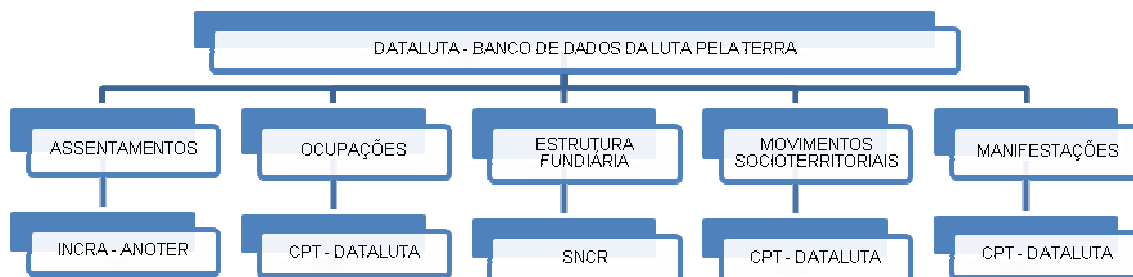 DATALUTA - BANCO DE DADOS DA LUTA PELA TERRA
ASSENTAMENTOS
OCUPAÇÕES
ESTRUTURA
FUNDIÁRIA
MOVIMENTOS
SOCIOTERRITORIAIS
MANIFESTAÇÕES
INCRA - ANOTER
CPT - DATALUTA
SNCR
CPT - DATALUTA
CPT - DATALUTA